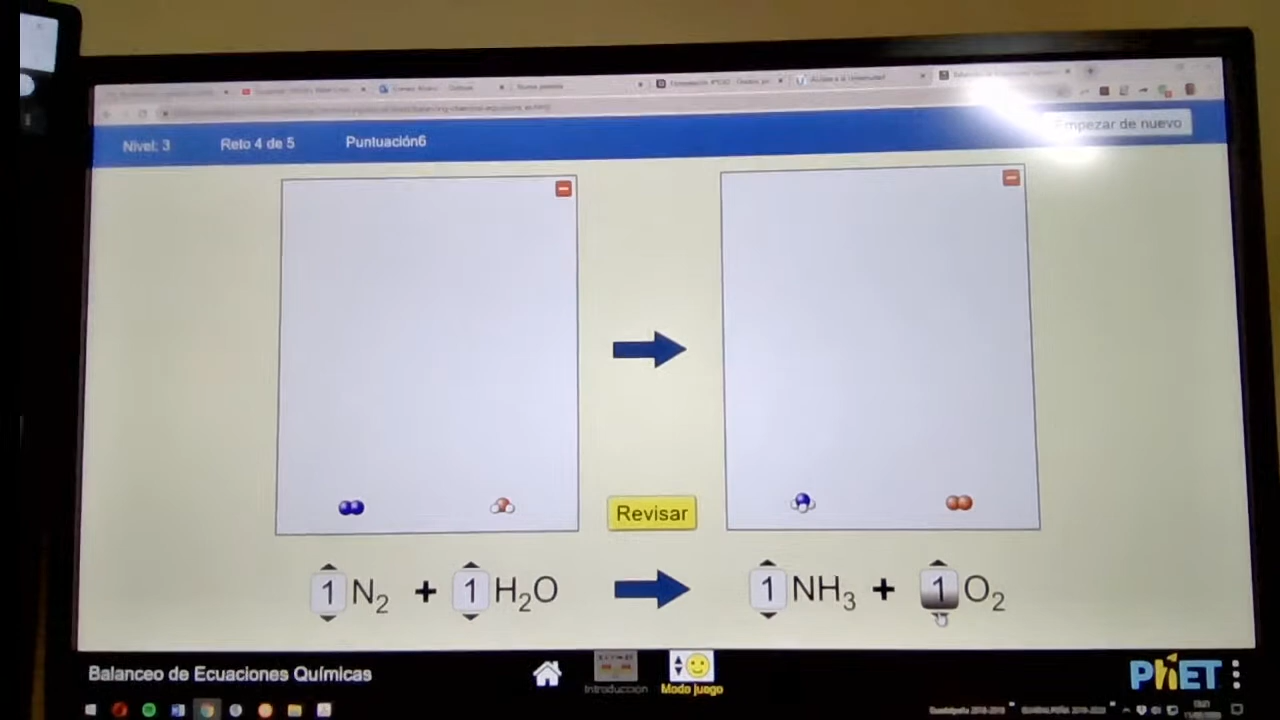 Empezar de nuevo
Nivel: 3 Reto 4 de 5 Puntuación6
Revisar
1 N₂ + 1 H₂O 1 NH₃ + 1 O₂
Balanceo de Ecuaciones Químicas
Introducción
Modo juego
PhET